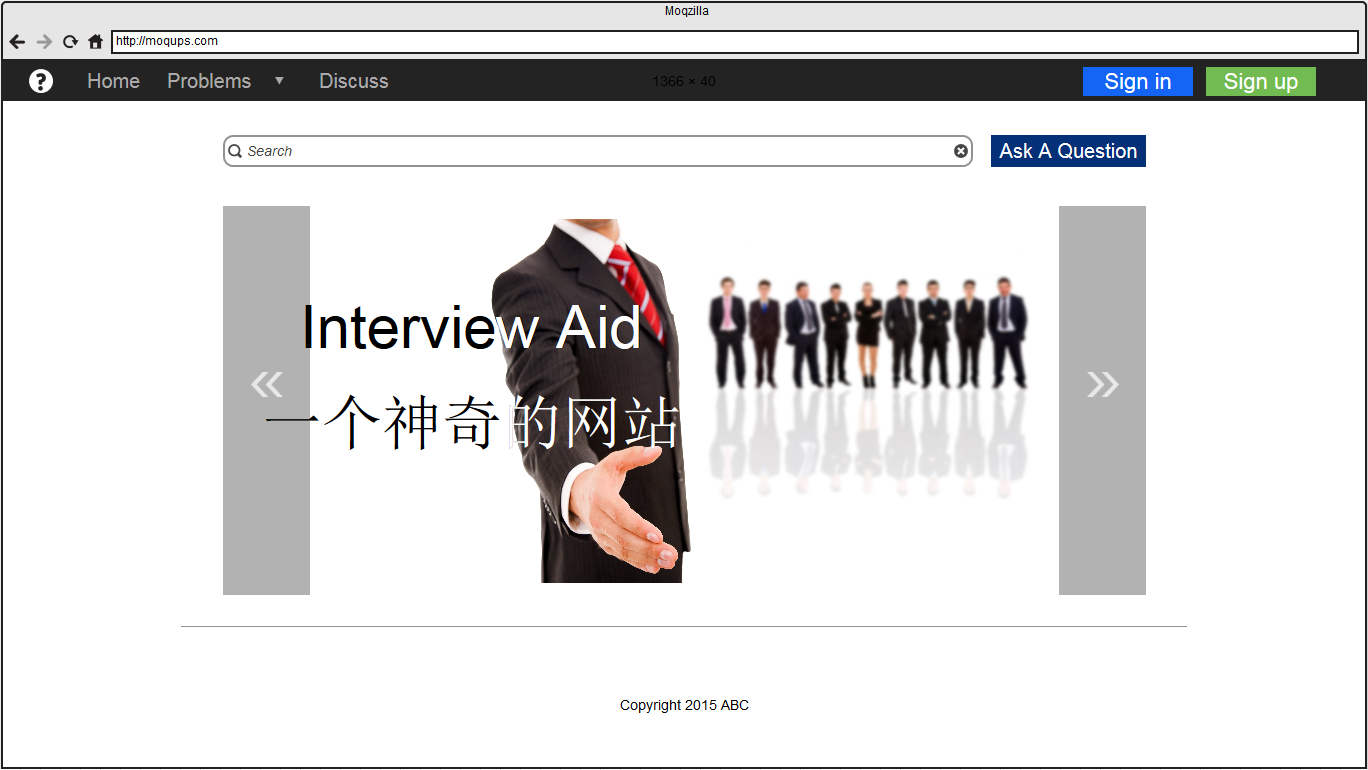 Moqzilla
http://moqups.com
? Home Problems ▼ Discuss 1366 × 40 Sign in Sign up
Search Ask A Question
Interview Aid
一个神奇的网站
Copyright 2015 ABC